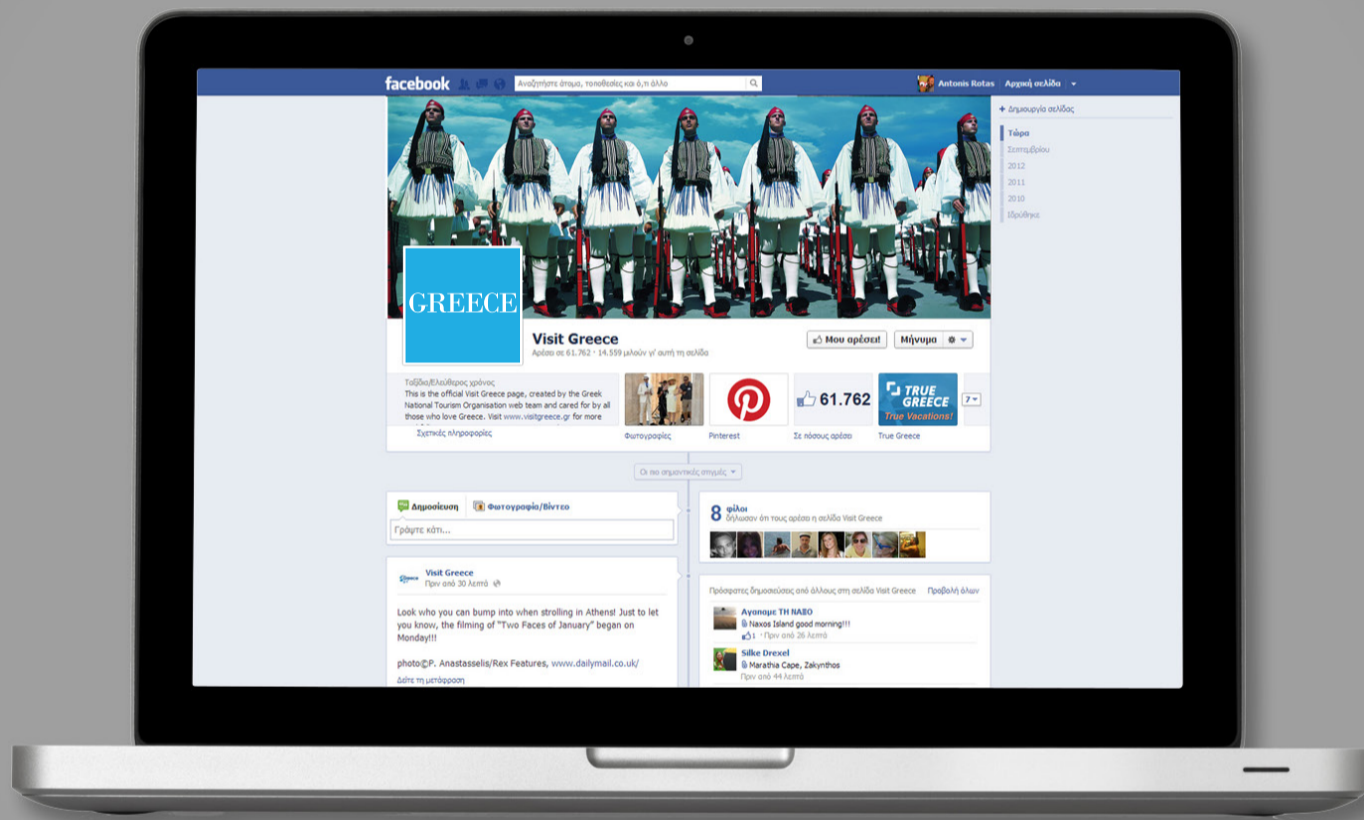 facebook
Αναζητήστε άτομα, τοποθεσίες και ό,τι άλλο
Antonis Rotas Αρχική σελίδα
+ Δημιουργία σελίδας
Τώρα
Σεπτεμβρίου
2012
2011
2010
Ιδρύθηκε
GREECE
Visit Greece
Αρέσει σε 61.762 · 14.559 μιλούν γι' αυτή τη σελίδα
Μου αρέσει!
Μήνυμα
Ταξίδια/Ελεύθερος χρόνος
This is the official Visit Greece page, created by the Greek
National Tourism Organisation web team and cared for by all
those who love Greece. Visit www.visitgreece.gr for more
Σχετικές πληροφορίες
Φωτογραφίες
Pinterest
61.762
Σε πόσους αρέσει
TRUE
GREECE
True Vacations!
True Greece
7
Οι πιο σημαντικές στιγμές
Δημοσίευση
Φωτογραφία/Βίντεο
Γράψτε κάτι...
Visit Greece
Πριν από 30 λεπτά
Look who you can bump into when strolling in Athens! Just to let
you know, the filming of "Two Faces of January" began on
Monday!!!
photo©P. Anastasselis/Rex Features, www.dailymail.co.uk/
Δείτε τη μετάφραση
8 φίλοι
δήλωσαν ότι τους αρέσει η σελίδα Visit Greece
Πρόσφατες δημοσιεύσεις από άλλους στη σελίδα Visit Greece Προβολή όλων
Αγαπαμε ΤΗ ΝΑΞΟ
Naxos Island good morning!!!
1 · Πριν από 26 λεπτά
Silke Drexel
Marathia Cape, Zakynthos
Πριν από 44 λεπτά